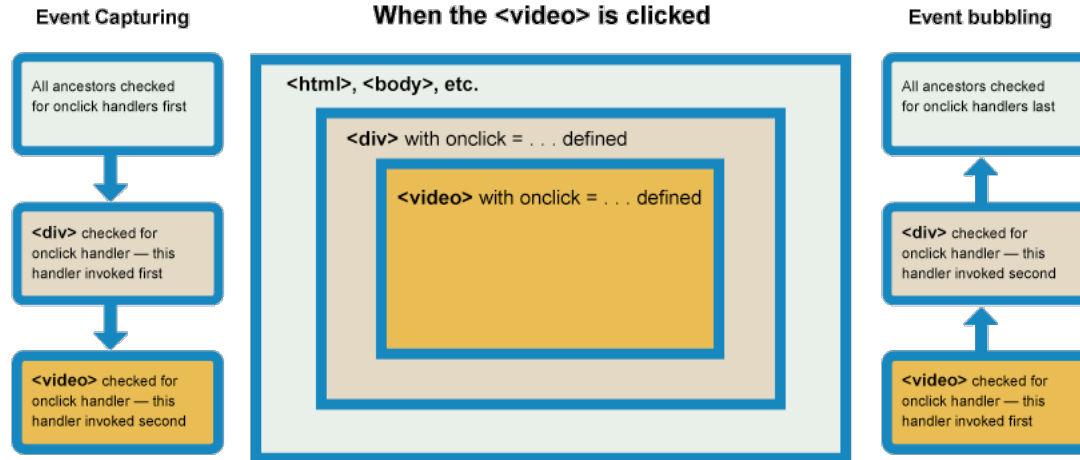 Event Capturing
When the <video> is clicked
Event bubbling
All ancestors checked
for onclick handlers first
<div> checked for
onclick handler — this
handler invoked first
<video> checked for
onclick handler — this
handler invoked second
<html>, <body>, etc.
<div> with onclick = . . . defined
<video> with onclick = . . . defined
All ancestors checked
for onclick handlers last
<div> checked for
onclick handler — this
handler invoked second
<video> checked for
onclick handler — this
handler invoked first